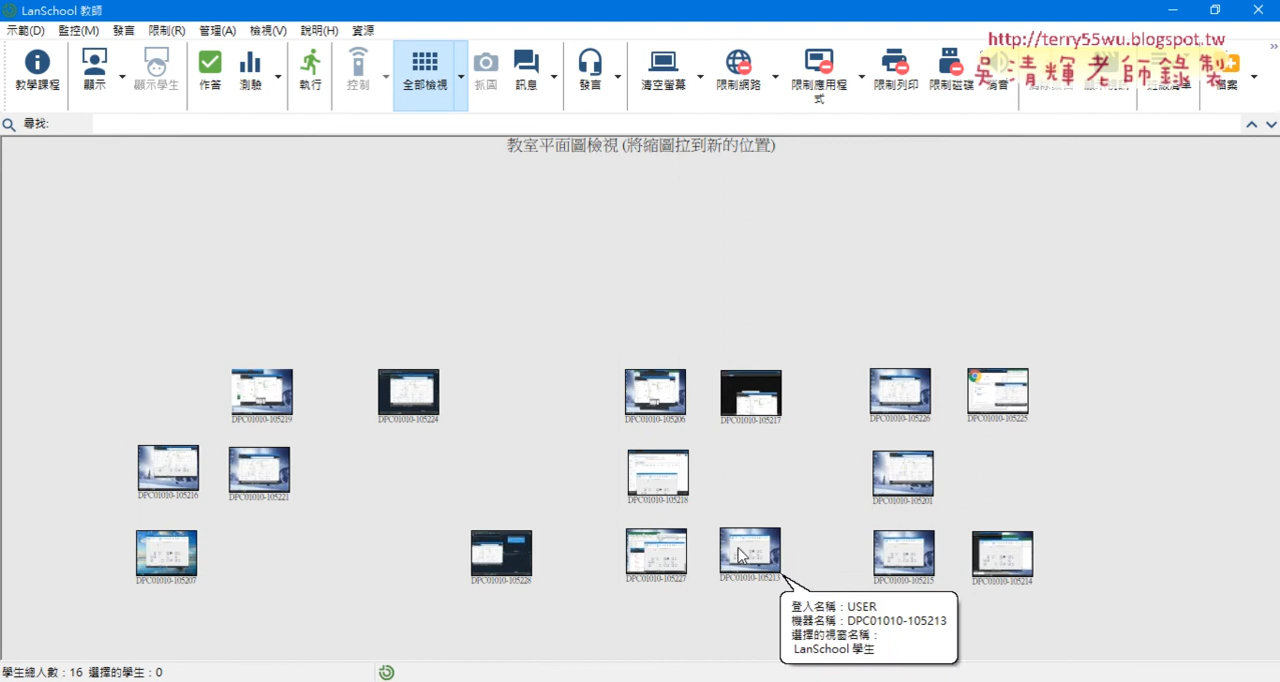 LanSchool 教師
示範(D) 監控(M) 發言 限制(R) 管理(A) 檢視(V) 說明(H) 資源
http://terry55wu.blogspot.tw
吳清輝老師錄製
教學課程 顯示 顯示學生 作答 測驗 執行 控制 全部檢視 抓圖 訊息 發言 清空螢幕 限制網路 限制應用程式 限制列印 限制磁碟 消音
尋找:
教室平面圖檢視 (將縮圖拉到新的位置)
DPC01010-105219 DPC01010-105224 DPC01010-105206 DPC01010-105217 DPC01010-105226 DPC01010-105225
DPC01010-105216 DPC01010-105221 DPC01010-105218 DPC01010-105201
DPC01010-105207 DPC01010-105228 DPC01010-105227 DPC01010-105213 DPC01010-105215 DPC01010-105214
登入名稱：USER
機器名稱：DPC01010-105213
選擇的視窗名稱：
LanSchool 學生
學生總人數：16 選擇的學生：0